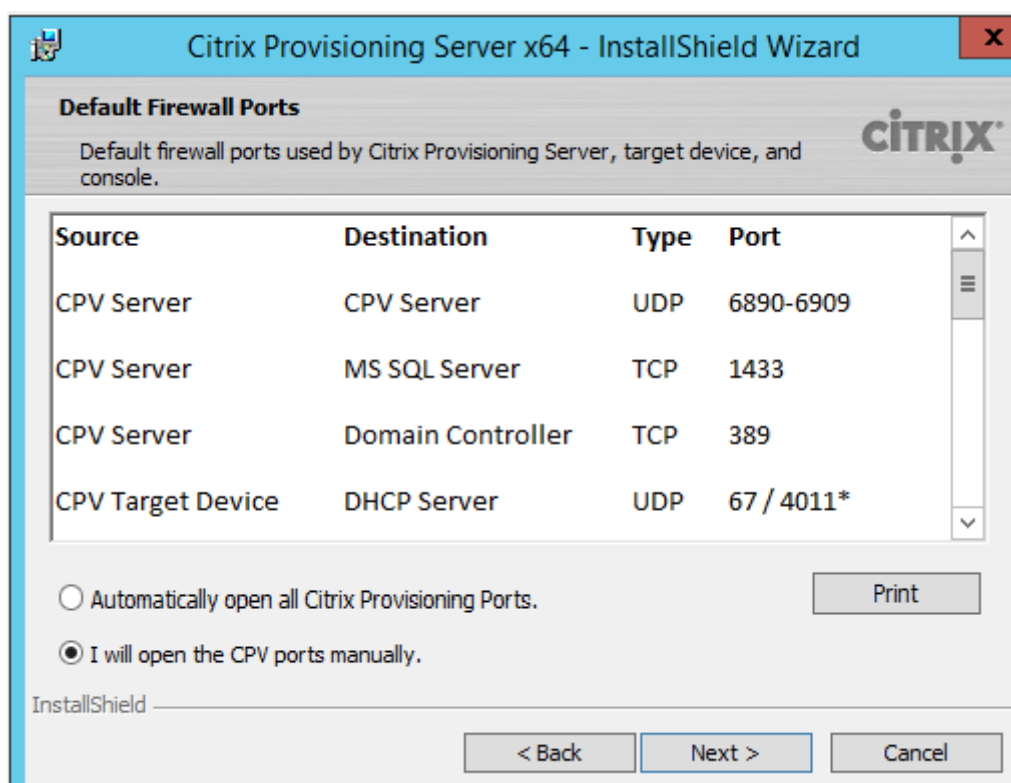 Citrix Provisioning Server x64 - InstallShield Wizard
x
Default Firewall Ports
Default firewall ports used by Citrix Provisioning Server, target device, and
console.
CİTRIX
Source Destination Type Port
CPV Server CPV Server UDP 6890-6909
CPV Server MS SQL Server TCP 1433
CPV Server Domain Controller TCP 389
CPV Target Device DHCP Server UDP 67 / 4011*
Automatically open all Citrix Provisioning Ports.
Print
I will open the CPV ports manually.
InstallShield
< Back Next > Cancel